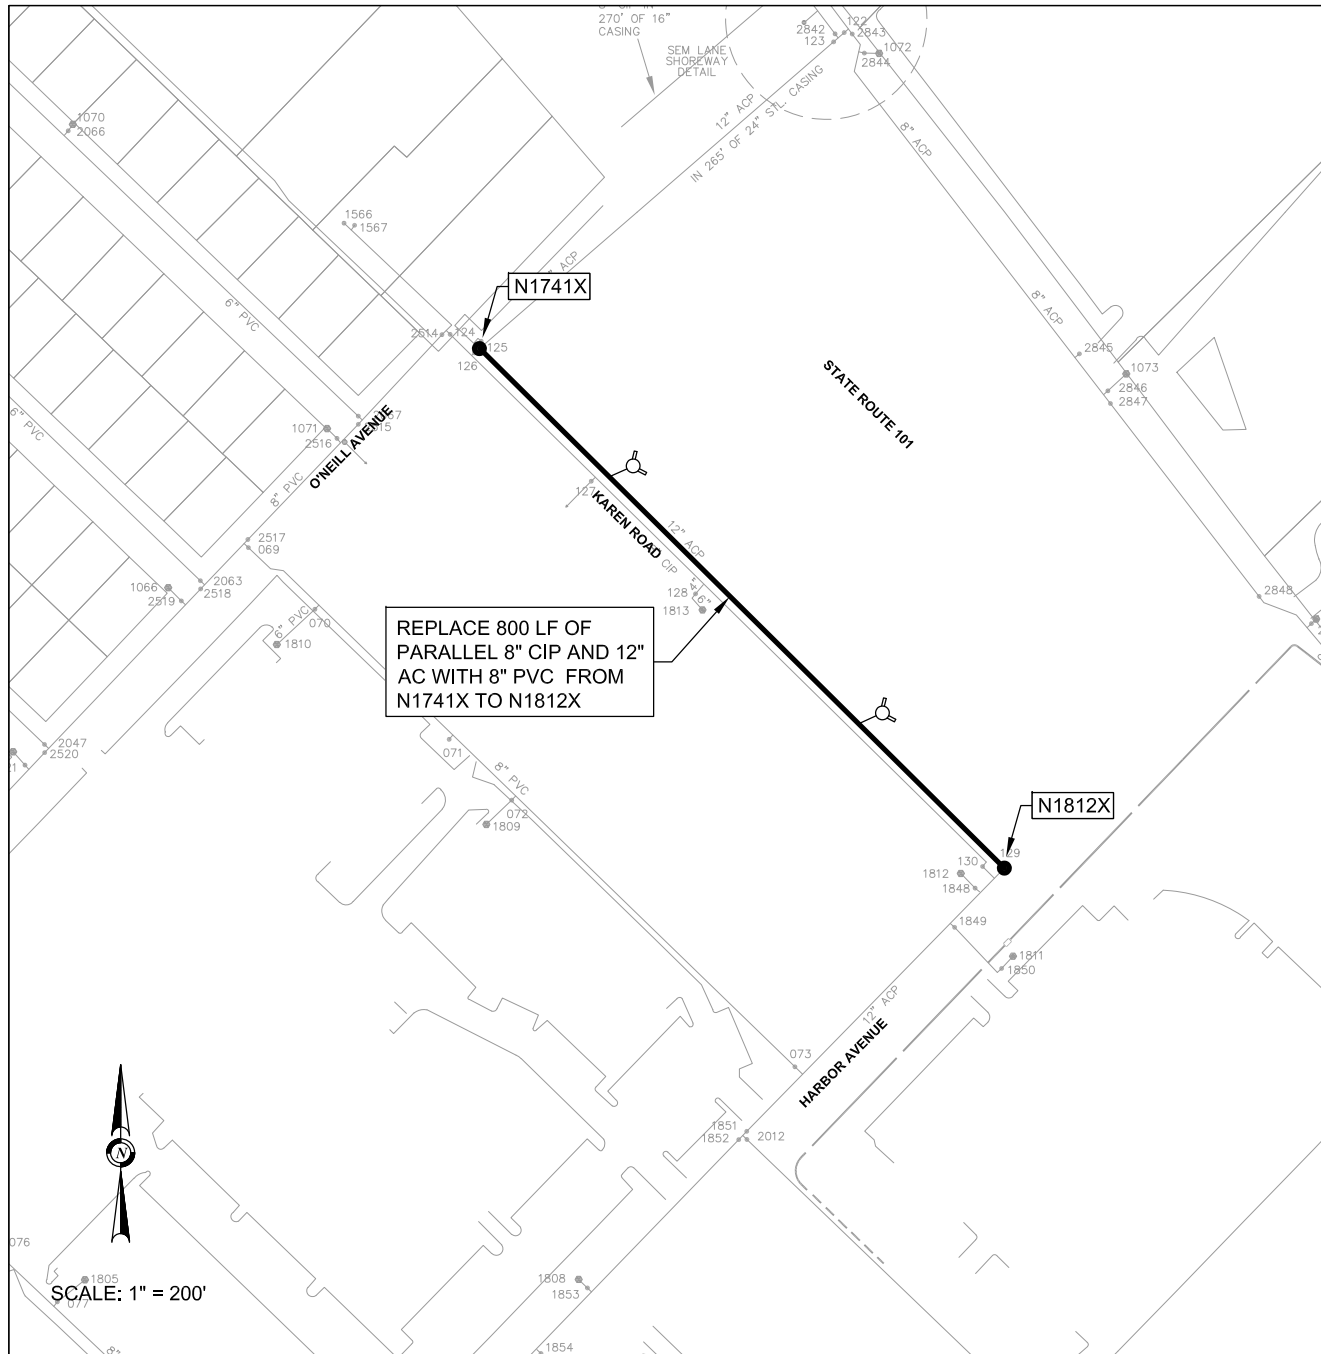 270' OF 16"
CASING
SEM LANE
SHOREWAY
DETAIL
2842
123
122
2843
1072
2844
12" ACP
IN 265' OF 24" STL. CASING
8" ACP
1070
2066
1566
1567
N1741X
6" PVC
2514
124
125
126
8" ACP
STATE ROUTE 101
2845
1073
2846
2847
6" PVC
1071
2516
O'NEILL AVENUE
8" PVC
127
KAREN ROAD
12" ACP
CIP
2517
069
1066
2519
2063
2518
128
1813
4"
6"
2848
6" PVC
070
1810
REPLACE 800 LF OF
PARALLEL 8" CIP AND 12"
AC WITH 8" PVC FROM
N1741X TO N1812X
2047
2520
071
8" PVC
072
1809
N1812X
129
130
1812
1848
1849
1811
1850
12" ACP
HARBOR AVENUE
073
1851
1852
2012
N
076
1805
077
SCALE: 1" = 200'
1808
1853
1854